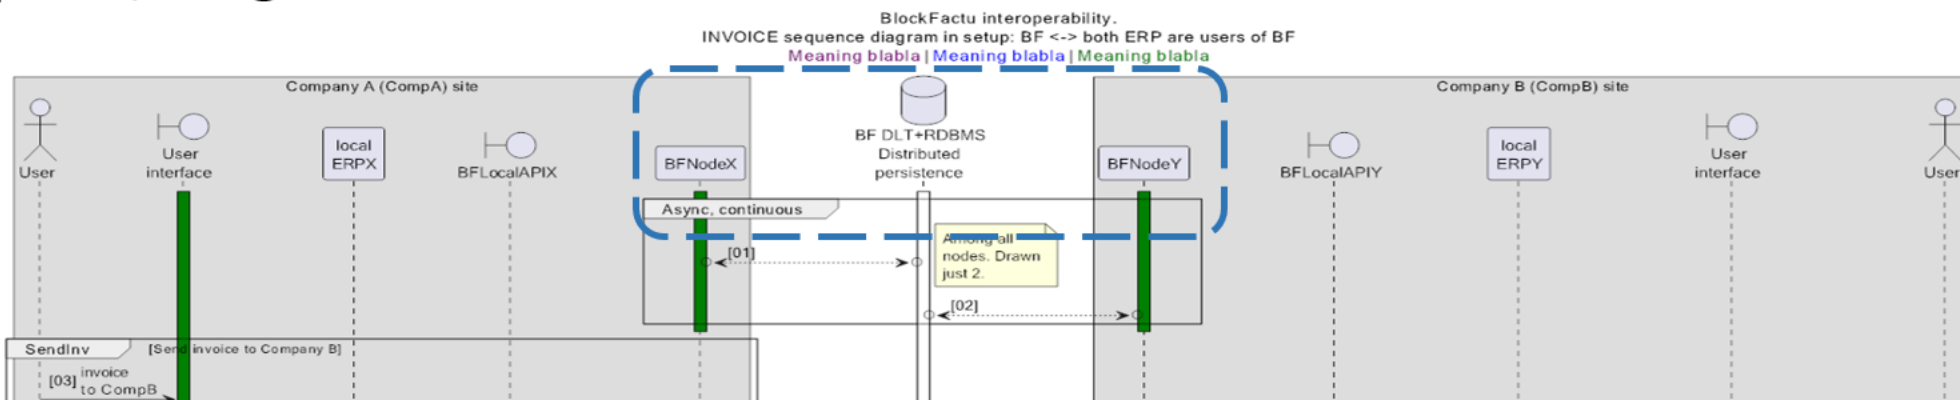 BlockFactu interoperability.
INVOICE sequence diagram in setup: BF <-> both ERP are users of BF
Meaning blabla | Meaning blabla | Meaning blabla
Company A (CompA) site
Company B (CompB) site
User
User
interface
local
ERPX
BFLocalAPIX
BFNodeX
BF DLT+RDBMS
Distributed
persistence
BFNodeY
BFLocalAPIY
local
ERPY
User
interface
User
Async, continuous
Among all
nodes. Drawn
just 2.
[01]
[02]
SendInv
[Send invoice to Company B]
[03] invoice
to CompB